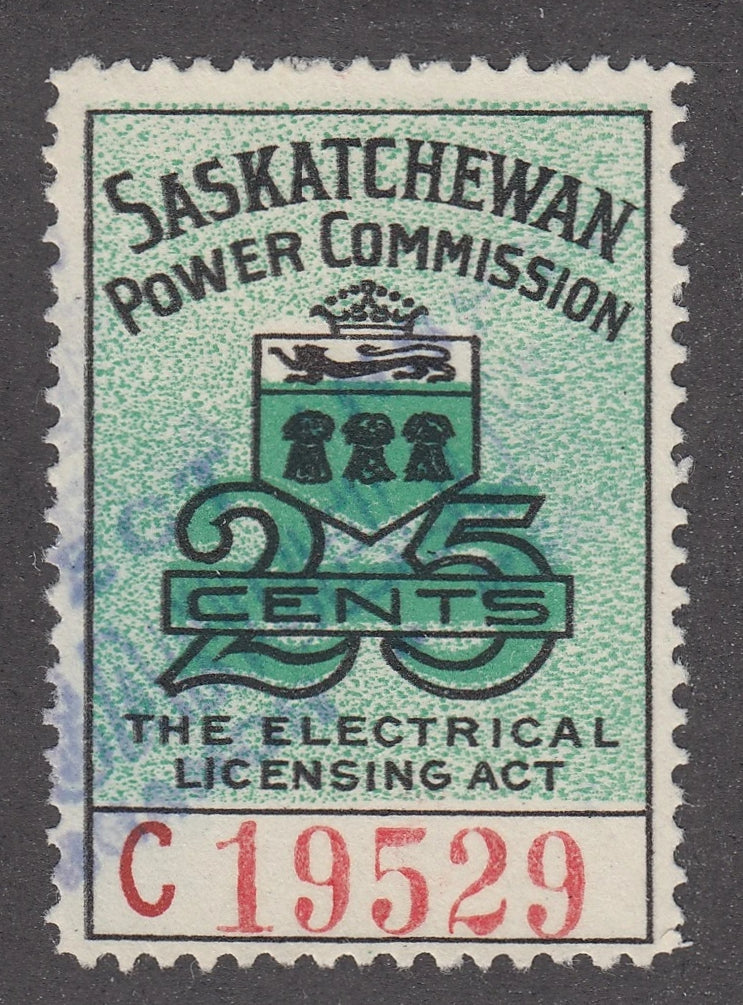 SASKATCHEWAN
POWER COMMISSION
25
CENTS
THE ELECTRICAL
LICENSING ACT
C 19529